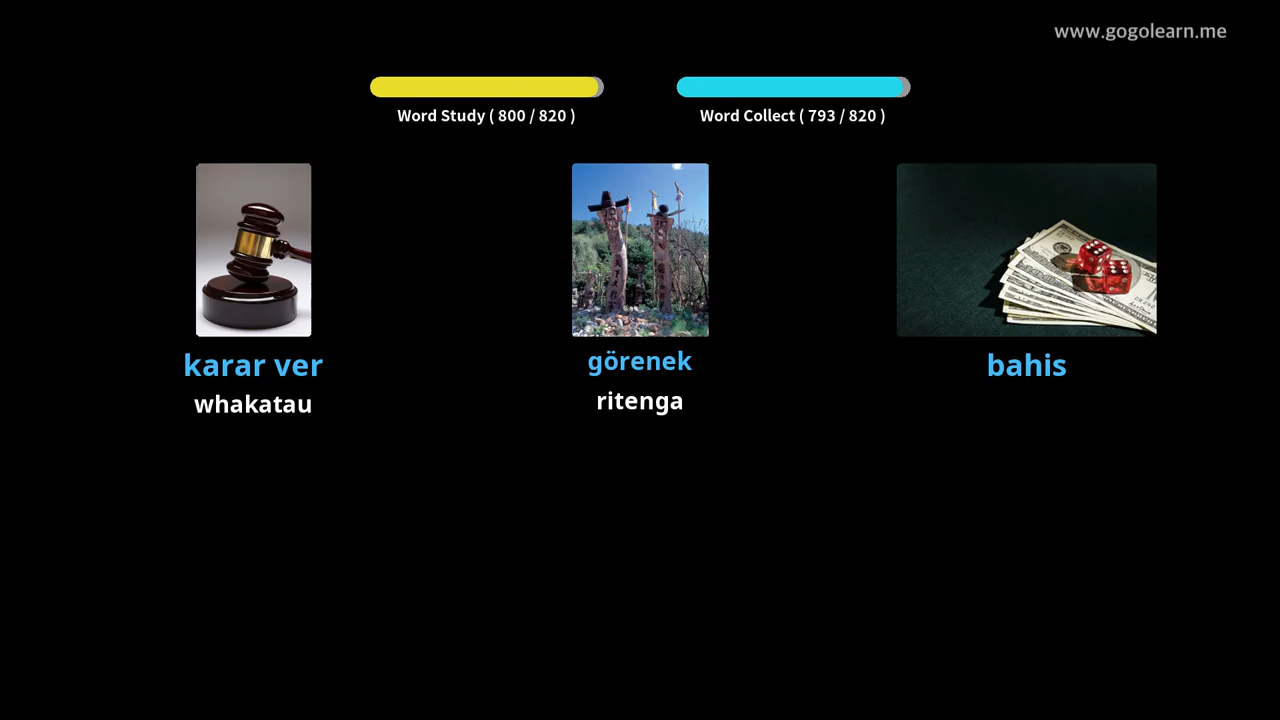 www.gogolearn.me
Word Study ( 800 / 820 )
Word Collect ( 793 / 820 )
karar ver
görenek
bahis
whakatau
ritenga